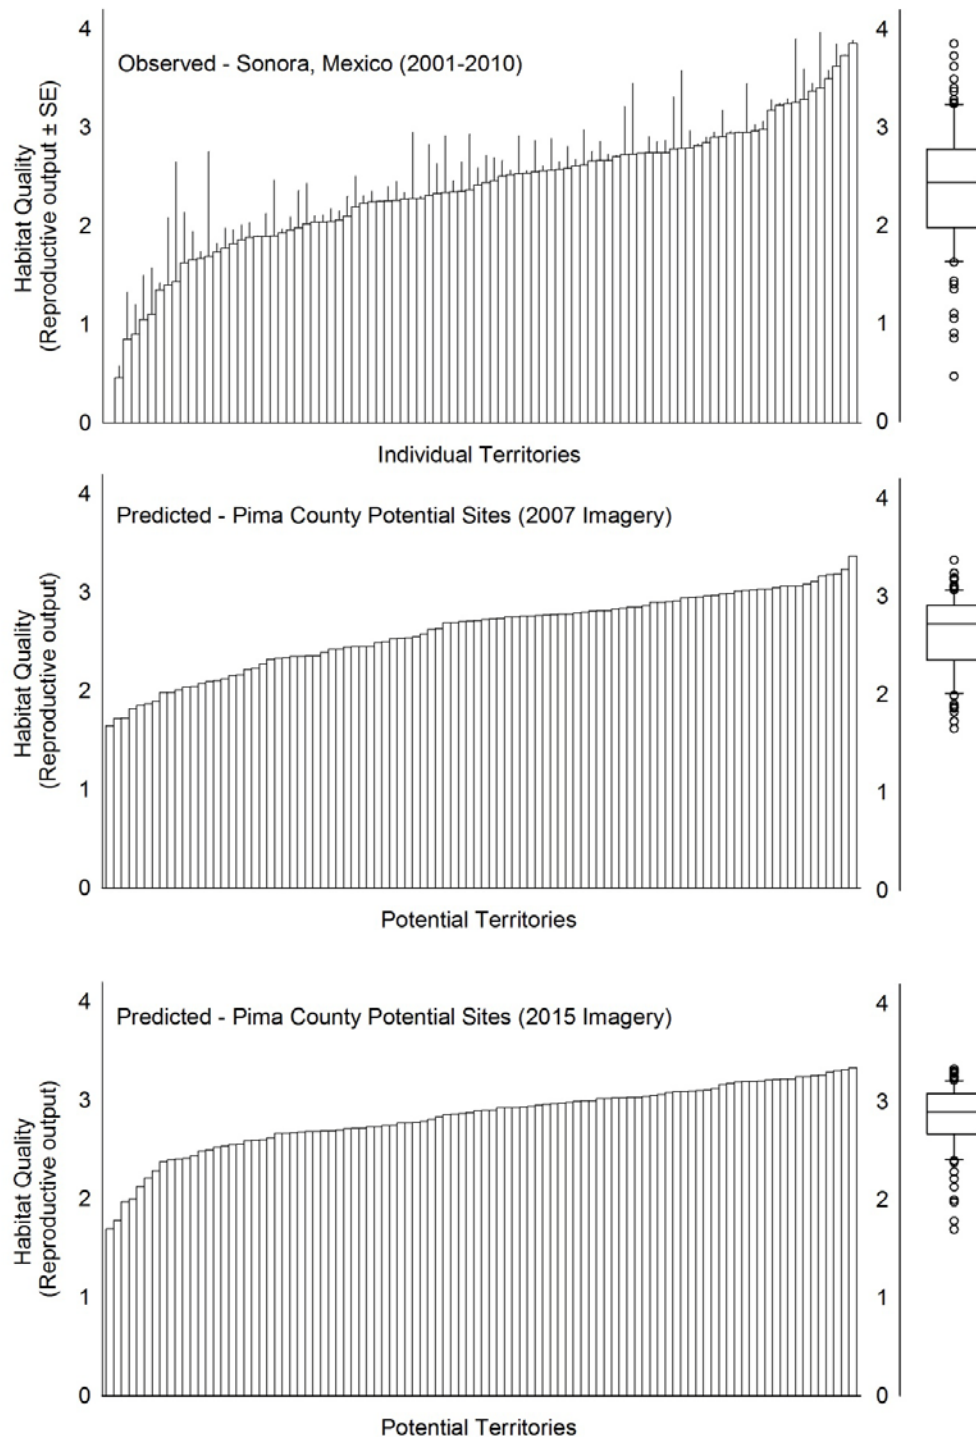 Observed - Sonora, Mexico (2001-2010)
Habitat Quality
(Reproductive output ± SE)
4
3
2
1
0
4
3
2
1
0
Individual Territories
Predicted - Pima County Potential Sites (2007 Imagery)
Habitat Quality
(Reproductive output)
4
3
2
1
0
4
3
2
1
0
Potential Territories
Predicted - Pima County Potential Sites (2015 Imagery)
Habitat Quality
(Reproductive output)
4
3
2
1
0
4
3
2
1
0
Potential Territories